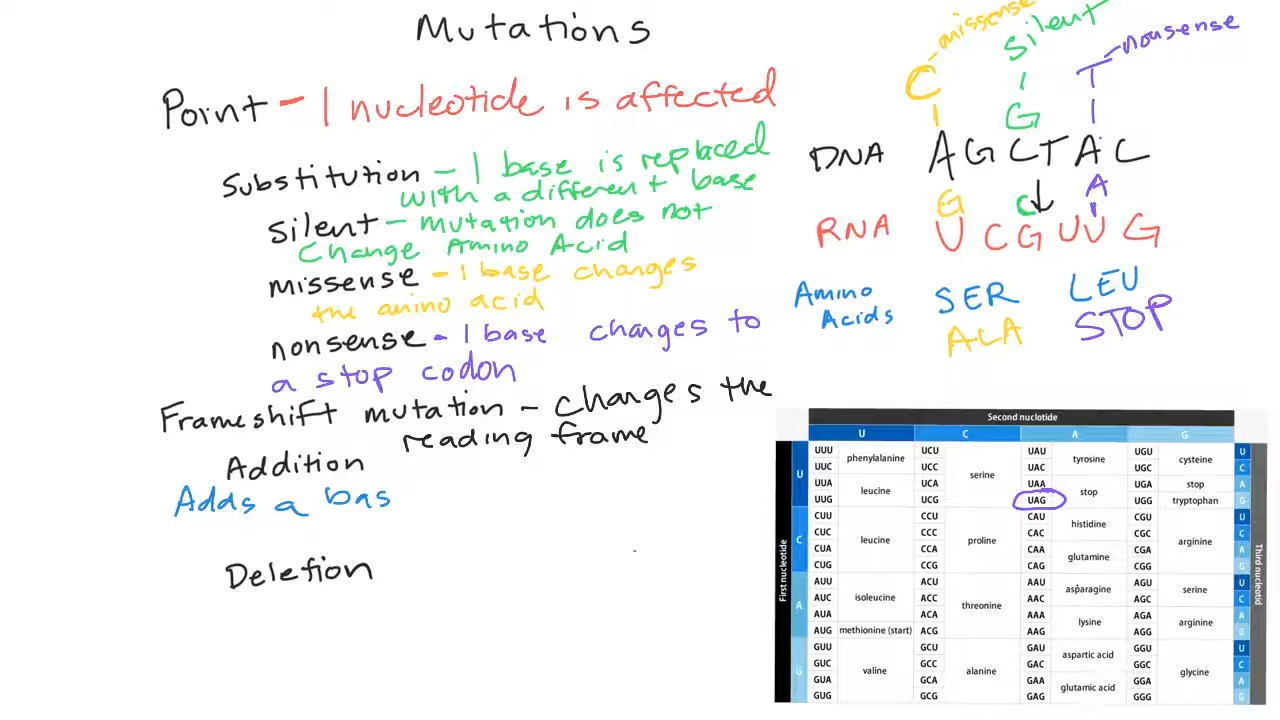 Mutations
Point - 1 nucleotide is affected
Substitution - 1 base is replaced
with a different base
Silent - mutation does not
Change Amino Acid
missense - 1 base changes
the amino acid
nonsense - 1 base changes to
a stop codon
Frameshift mutation - changes the
reading frame
Addition
Adds a bas
Deletion
missense
Silent
nonsense
C
T
G
DNA AGCTAC
G C A
RNA UCGUUG
Amino
Acids
SER LEU
ALA STOP
Second nuclotide
U C A G
First nucleotide
Third nucleotid
U
UUU phenylalanine UCU serine UAU tyrosine UGU cysteine U
UUC UCC UAC UGC C
UUA leucine UCA UAA stop UGA stop A
UUG UCG UAG UGG tryptophan G
C
CUU leucine CCU proline CAU histidine CGU arginine U
CUC CCC CAC CGC C
CUA CCA CAA glutamine CGA A
CUG CCG CAG CGG G
A
AUU isoleucine ACU threonine AAU asparagine AGU serine U
AUC ACC AAC AGC C
AUA ACA AAA lysine AGA arginine A
AUG methionine (start) ACG AAG AGG G
G
GUU valine GCU alanine GAU aspartic acid GGU glycine U
GUC GCC GAC GGC C
GUA GCA GAA glutamic acid GGA A
GUG GCG GAG GGG G